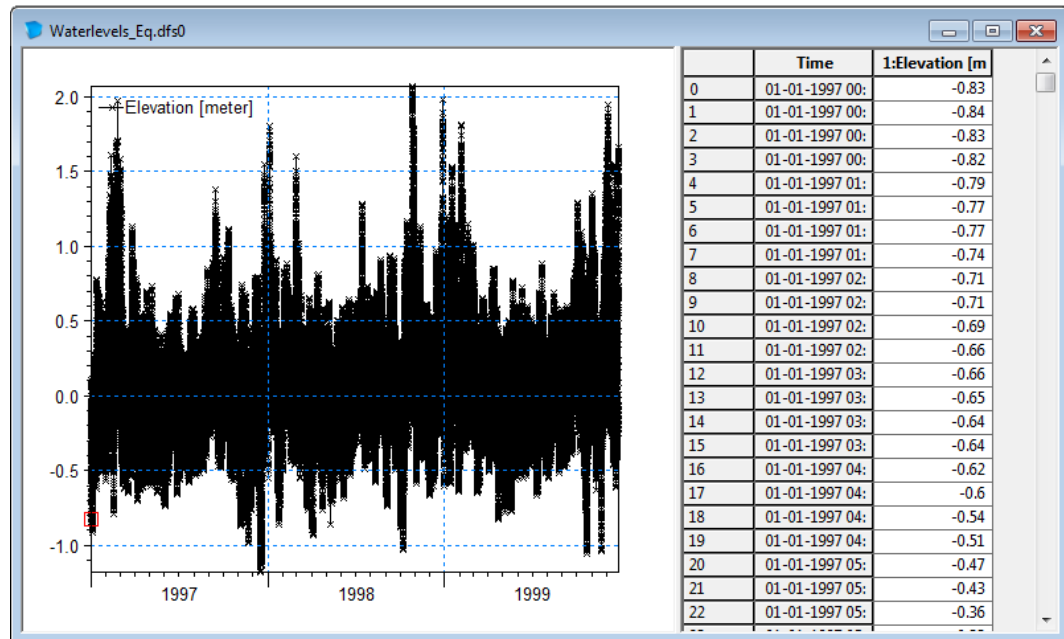 Waterlevels_Eq.dfs0
Elevation [meter]
2.0
1.5
1.0
0.5
0.0
-0.5
-1.0
1997 1998 1999
Time 1:Elevation [m
0 01-01-1997 00: -0.83
1 01-01-1997 00: -0.84
2 01-01-1997 00: -0.83
3 01-01-1997 00: -0.82
4 01-01-1997 01: -0.79
5 01-01-1997 01: -0.77
6 01-01-1997 01: -0.77
7 01-01-1997 01: -0.74
8 01-01-1997 02: -0.71
9 01-01-1997 02: -0.71
10 01-01-1997 02: -0.69
11 01-01-1997 02: -0.66
12 01-01-1997 03: -0.66
13 01-01-1997 03: -0.65
14 01-01-1997 03: -0.64
15 01-01-1997 03: -0.64
16 01-01-1997 04: -0.62
17 01-01-1997 04: -0.6
18 01-01-1997 04: -0.54
19 01-01-1997 04: -0.51
20 01-01-1997 05: -0.47
21 01-01-1997 05: -0.43
22 01-01-1997 05: -0.36